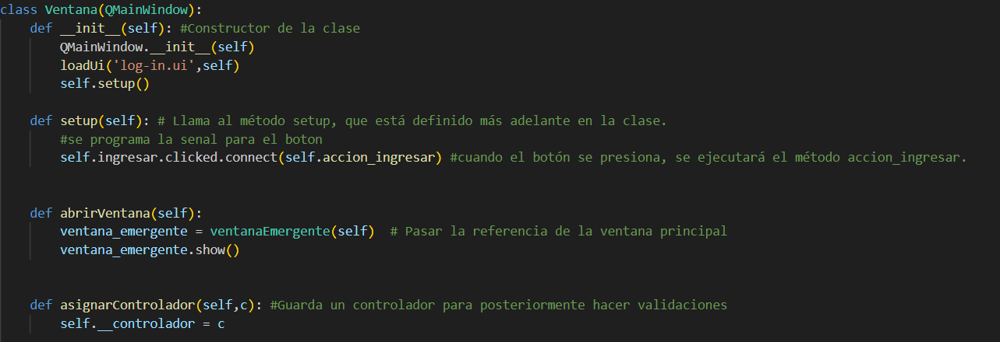 class Ventana(QMainWindow):
    def __init__(self): #Constructor de la clase
        QMainWindow.__init__(self)
        loadUi('log-in.ui',self)
        self.setup()
    def setup(self): # Llama al método setup, que está definido más adelante en la clase.
        #se programa la senal para el boton
        self.ingresar.clicked.connect(self.accion_ingresar) #cuando el botón se presiona, se ejecutará el método accion_ingresar.
    def abrirVentana(self):
        ventana_emergente = ventanaEmergente(self)  # Pasar la referencia de la ventana principal
        ventana_emergente.show()
    def asignarControlador(self,c): #Guarda un controlador para posteriormente hacer validaciones
        self.__controlador = c